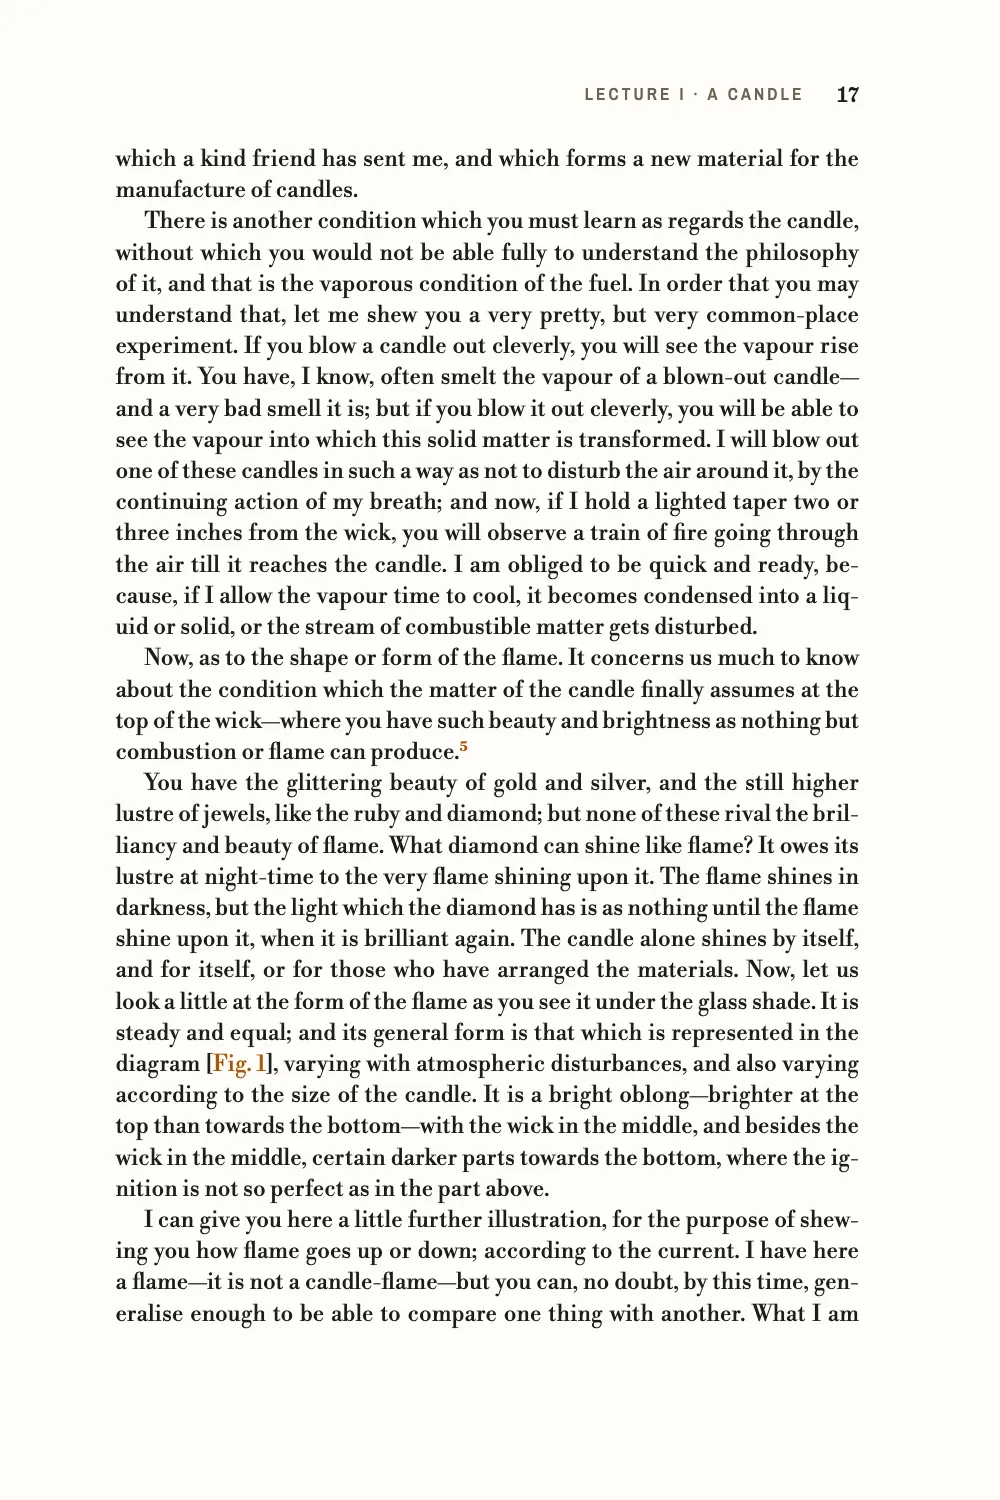 LECTURE I · A CANDLE 17
which a kind friend has sent me, and which forms a new material for the
manufacture of candles.
There is another condition which you must learn as regards the candle,
without which you would not be able fully to understand the philosophy
of it, and that is the vaporous condition of the fuel. In order that you may
understand that, let me shew you a very pretty, but very common-place
experiment. If you blow a candle out cleverly, you will see the vapour rise
from it. You have, I know, often smelt the vapour of a blown-out candle—
and a very bad smell it is; but if you blow it out cleverly, you will be able to
see the vapour into which this solid matter is transformed. I will blow out
one of these candles in such a way as not to disturb the air around it, by the
continuing action of my breath; and now, if I hold a lighted taper two or
three inches from the wick, you will observe a train of fire going through
the air till it reaches the candle. I am obliged to be quick and ready, be-
cause, if I allow the vapour time to cool, it becomes condensed into a liq-
uid or solid, or the stream of combustible matter gets disturbed.
Now, as to the shape or form of the flame. It concerns us much to know
about the condition which the matter of the candle finally assumes at the
top of the wick—where you have such beauty and brightness as nothing but
combustion or flame can produce.⁵
You have the glittering beauty of gold and silver, and the still higher
lustre of jewels, like the ruby and diamond; but none of these rival the bril-
liancy and beauty of flame. What diamond can shine like flame? It owes its
lustre at night-time to the very flame shining upon it. The flame shines in
darkness, but the light which the diamond has is as nothing until the flame
shine upon it, when it is brilliant again. The candle alone shines by itself,
and for itself, or for those who have arranged the materials. Now, let us
look a little at the form of the flame as you see it under the glass shade. It is
steady and equal; and its general form is that which is represented in the
diagram [Fig. 1], varying with atmospheric disturbances, and also varying
according to the size of the candle. It is a bright oblong—brighter at the
top than towards the bottom—with the wick in the middle, and besides the
wick in the middle, certain darker parts towards the bottom, where the ig-
nition is not so perfect as in the part above.
I can give you here a little further illustration, for the purpose of shew-
ing you how flame goes up or down; according to the current. I have here
a flame—it is not a candle-flame—but you can, no doubt, by this time, gen-
eralise enough to be able to compare one thing with another. What I am